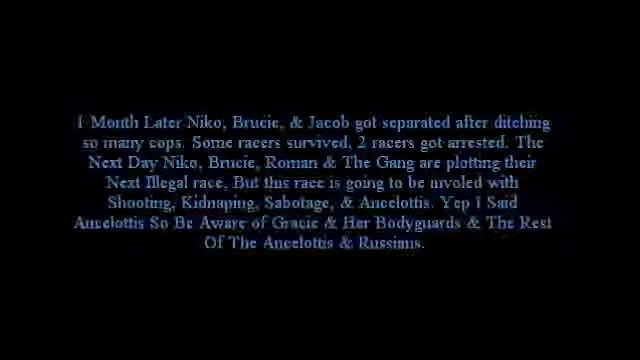 1 Month Later Niko, Brucie, & Jacob got separated after ditching
so many cops. Some racers survived, 2 racers got arrested. The
Next Day Niko, Brucie, Roman & The Gang are plotting their
Next Illegal race, But this race is going to be involed with
Shooting, Kidnaping, Sabotage, & Ancelottis. Yep I Said
Ancelottis So Be Aware of Gracie & Her Bodyguards & The Rest
Of The Ancelottis & Russians.